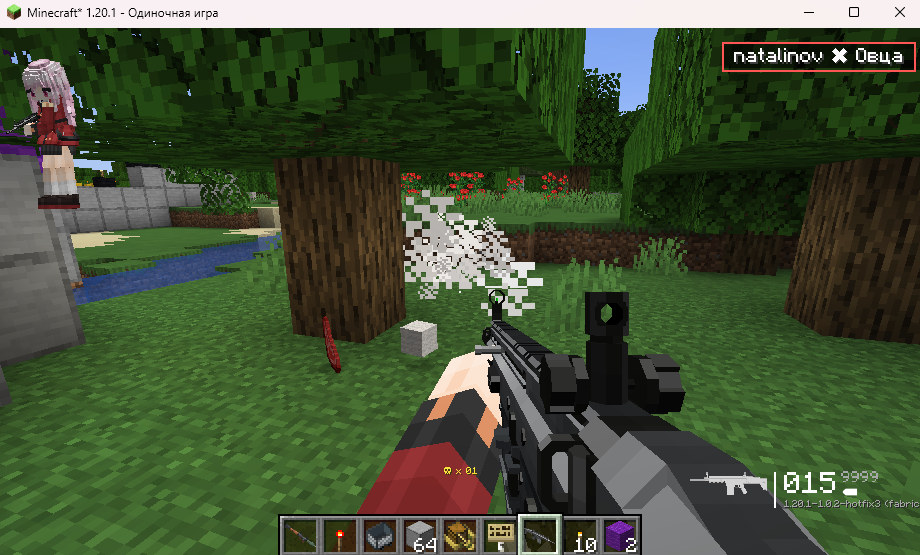 Minecraft* 1.20.1 - Одиночная игра
natalinov ✖ Овца
☠ x 01
015 9999
1.20.1-1.0.2-hotfix3 (fabric
64
10
2